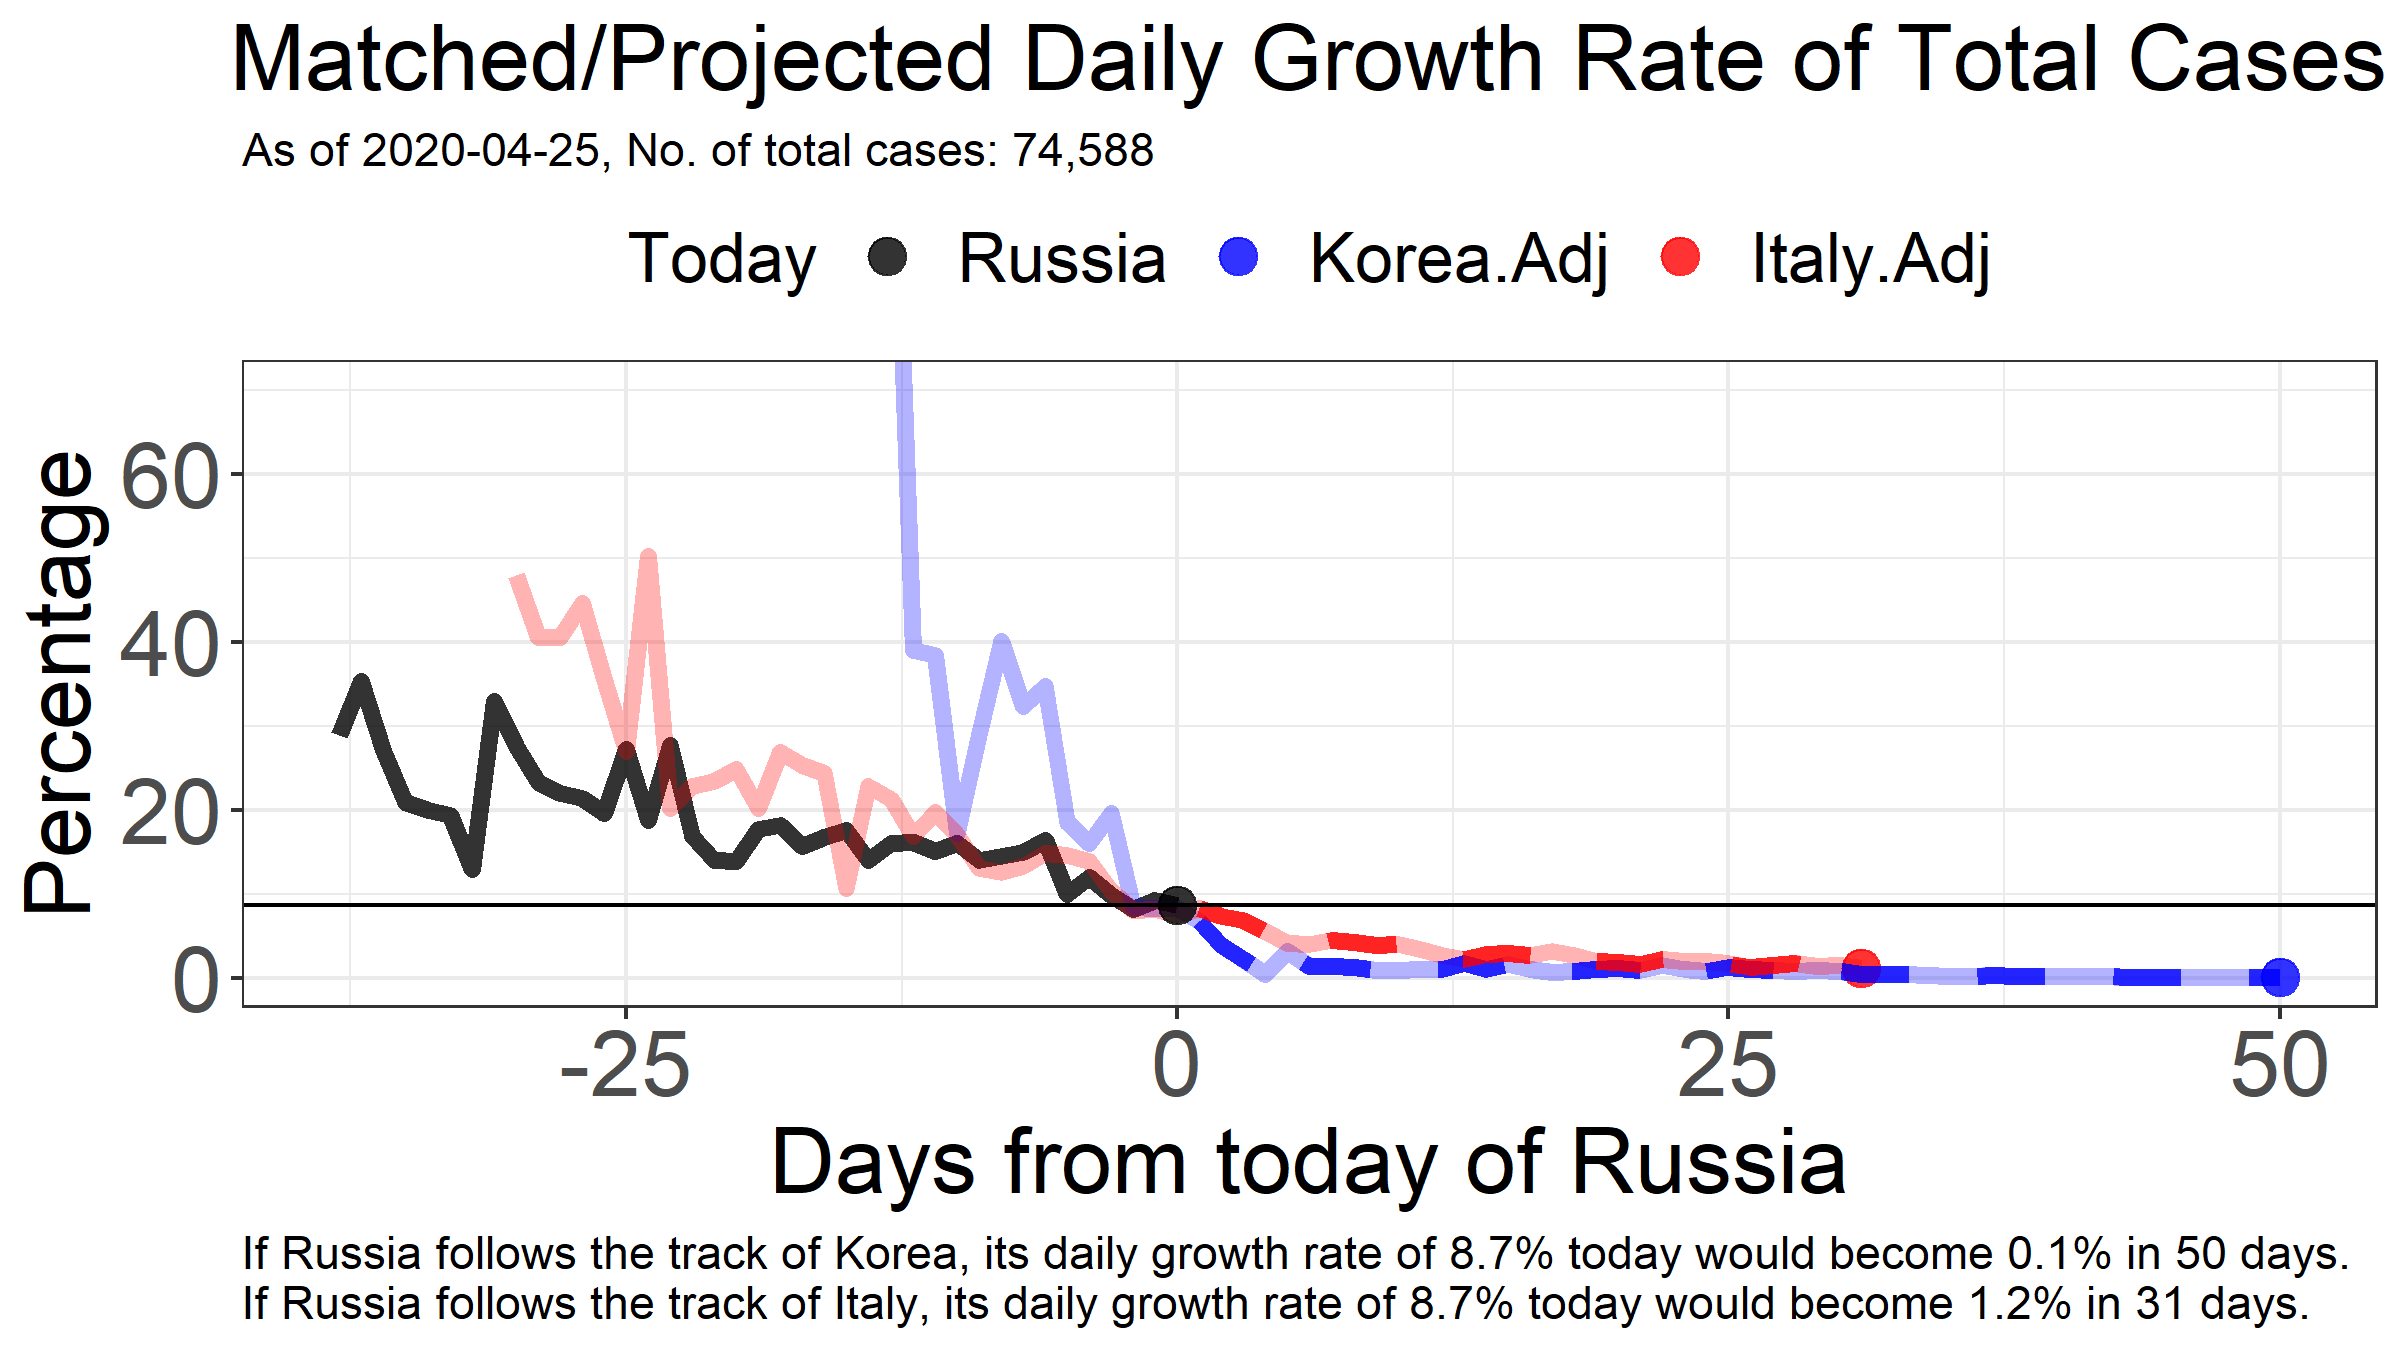 Matched/Projected Daily Growth Rate of Total Cases
As of 2020-04-25, No. of total cases: 74,588
Today Russia Korea.Adj Italy.Adj
Percentage
60
40
20
0
-25 0 25 50
Days from today of Russia
If Russia follows the track of Korea, its daily growth rate of 8.7% today would become 0.1% in 50 days.
If Russia follows the track of Italy, its daily growth rate of 8.7% today would become 1.2% in 31 days.